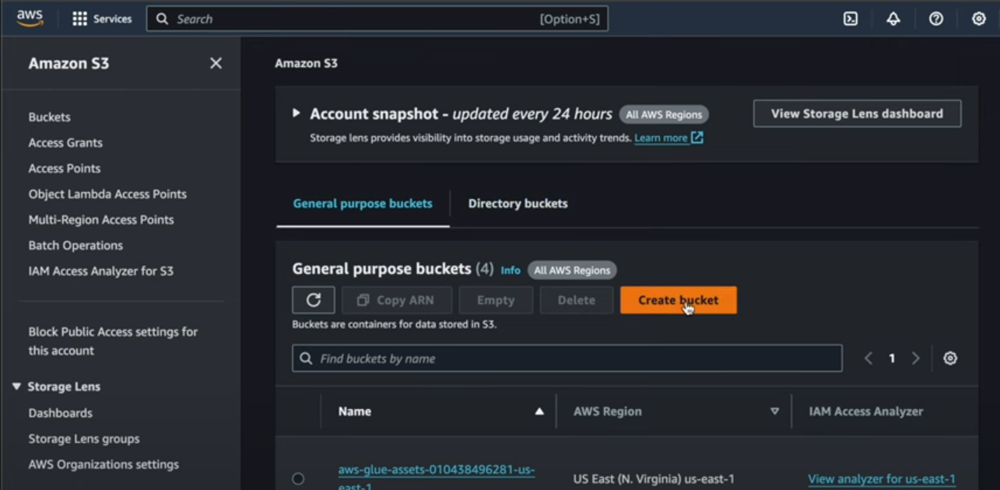 aws
Services
Search
[Option+S]
Amazon S3
Buckets
Access Grants
Access Points
Object Lambda Access Points
Multi-Region Access Points
Batch Operations
IAM Access Analyzer for S3
Block Public Access settings for
this account
Storage Lens
Dashboards
Storage Lens groups
AWS Organizations settings
Amazon S3
Account snapshot - updated every 24 hours All AWS Regions
View Storage Lens dashboard
Storage lens provides visibility into storage usage and activity trends. Learn more
General purpose buckets
Directory buckets
General purpose buckets (4) Info All AWS Regions
Copy ARN
Empty
Delete
Create bucket
Buckets are containers for data stored in S3.
Find buckets by name
1
Name
AWS Region
IAM Access Analyzer
aws-glue-assets-010438496281-us-
east-1
US East (N. Virginia) us-east-1
View analyzer for us-east-1